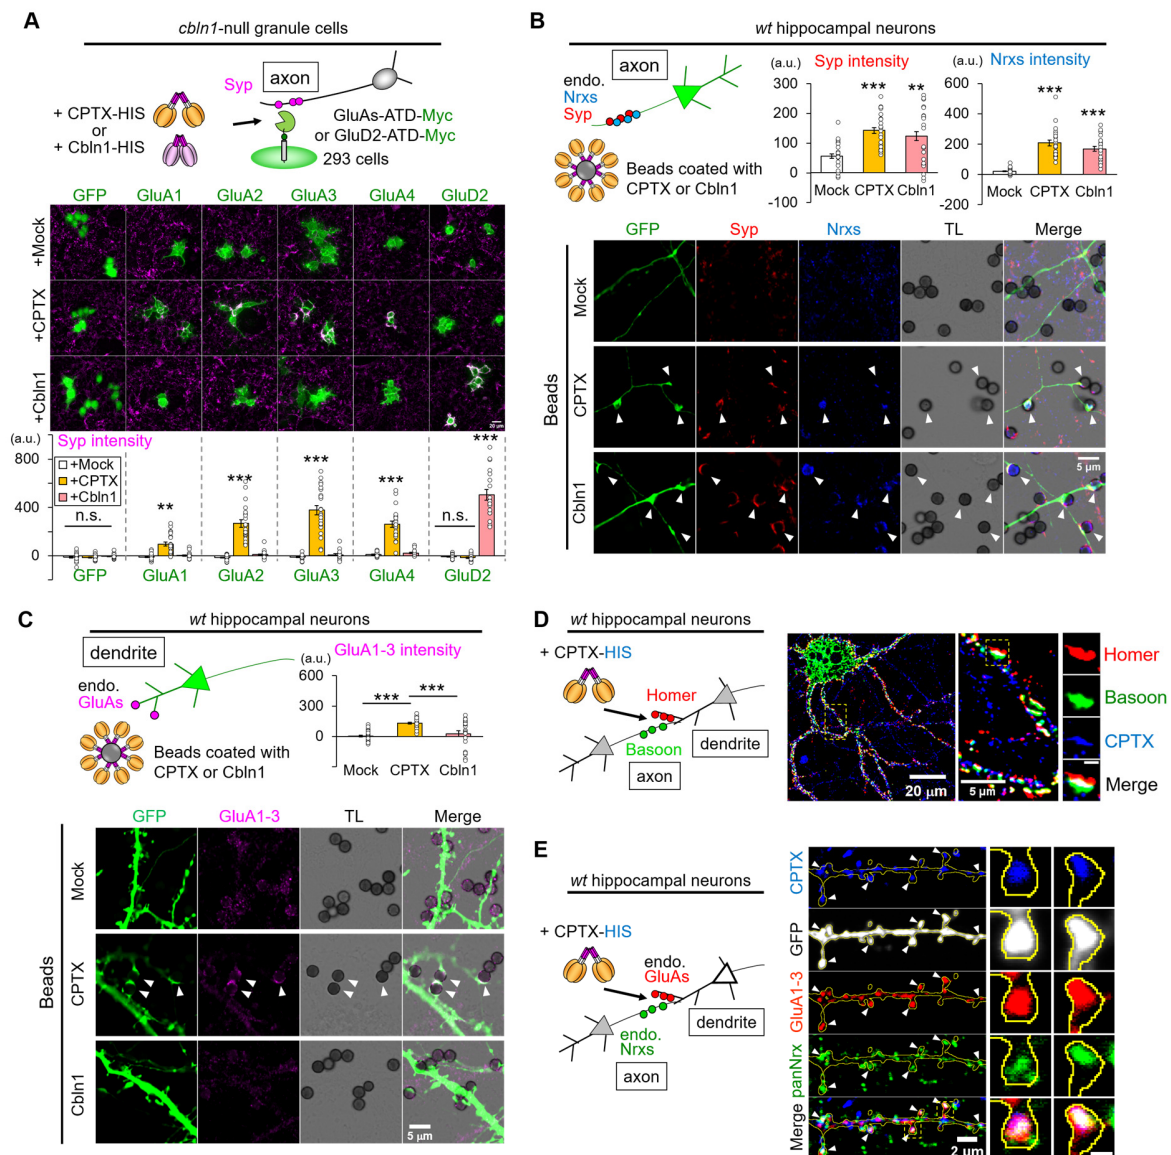 A
cbln1-null granule cells
Syp
axon
+ CPTX-HIS
or
+ Cbln1-HIS
GluAs-ATD-Myc
or GluD2-ATD-Myc
293 cells
GFP GluA1 GluA2 GluA3 GluA4 GluD2
+Mock
+CPTX
+Cbln1
20 μm
(a.u.)
Syp intensity
800
400
0
+Mock
+CPTX
+Cbln1
n.s.
**
***
***
***
n.s.
***
GFP GluA1 GluA2 GluA3 GluA4 GluD2
B
wt hippocampal neurons
endo.
Nrxs
Syp
axon
Beads coated with
CPTX or Cbln1
(a.u.)
Syp intensity
300
200
100
0
-100
***
**
Mock CPTX Cbln1
(a.u.)
Nrxs intensity
600
400
200
0
-200
***
***
Mock CPTX Cbln1
GFP Syp Nrxs TL Merge
Beads
Mock
CPTX
Cbln1
5 μm
C
wt hippocampal neurons
dendrite
endo.
GluAs
Beads coated with
CPTX or Cbln1
(a.u.)
GluA1-3 intensity
600
300
0
***
***
Mock CPTX Cbln1
GFP GluA1-3 TL Merge
Beads
Mock
CPTX
Cbln1
5 μm
D
wt hippocampal neurons
+ CPTX-HIS
Homer
Basoon
dendrite
axon
20 μm
5 μm
Homer
Basoon
CPTX
Merge
E
wt hippocampal neurons
+ CPTX-HIS
endo.
GluAs
dendrite
endo.
Nrxs
axon
CPTX
GFP
GluA1-3
panNrx
Merge
2 μm